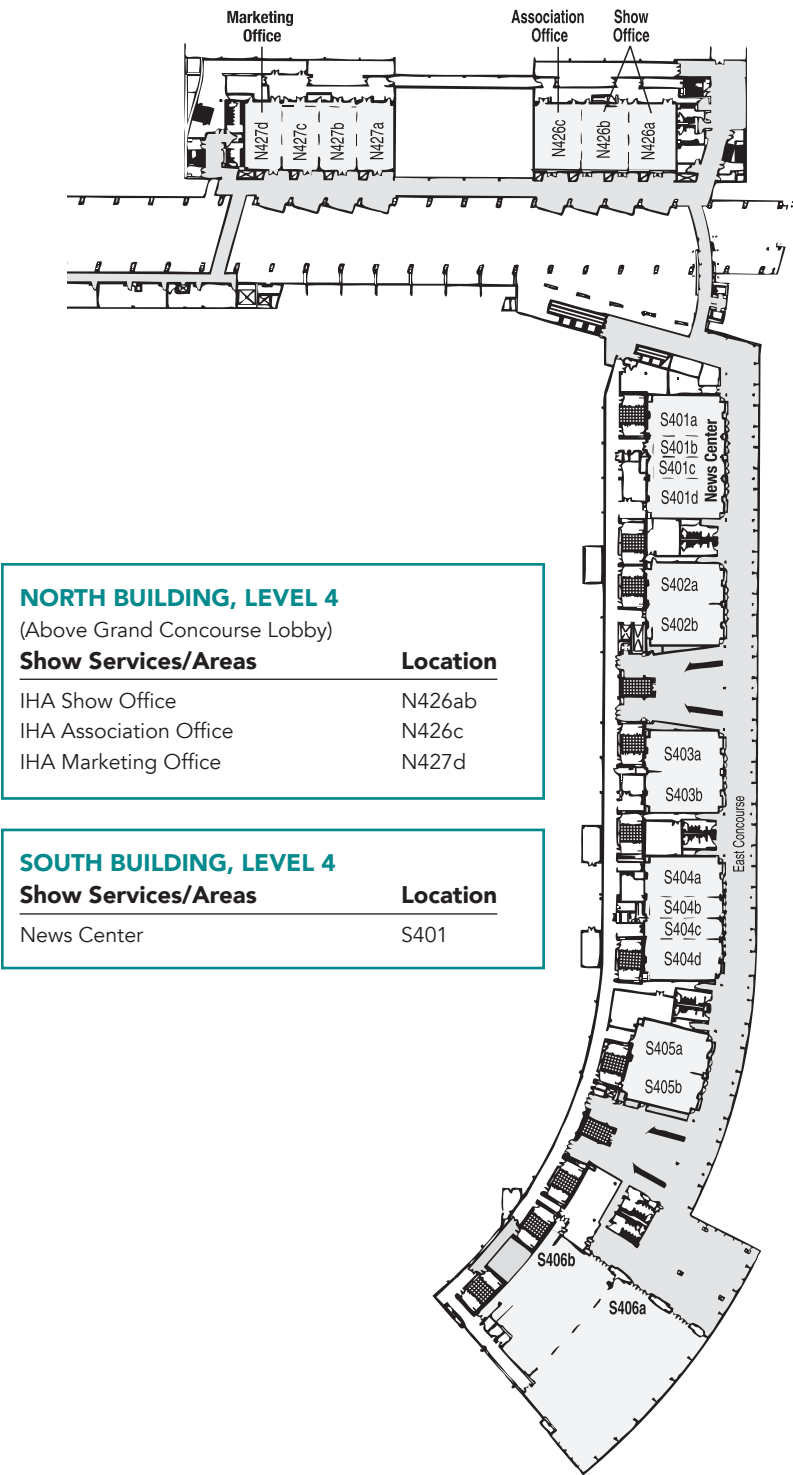 Marketing
Office
Association
Office
Show
Office
N427d
N427c
N427b
N427a
N426c
N426b
N426a
S401a
S401b
S401c
S401d
News Center
S402a
S402b
S403a
S403b
East Concourse
S404a
S404b
S404c
S404d
S405a
S405b
S406b
S406a
NORTH BUILDING, LEVEL 4
(Above Grand Concourse Lobby)
Show Services/Areas Location
IHA Show Office N426ab
IHA Association Office N426c
IHA Marketing Office N427d
SOUTH BUILDING, LEVEL 4
Show Services/Areas Location
News Center S401